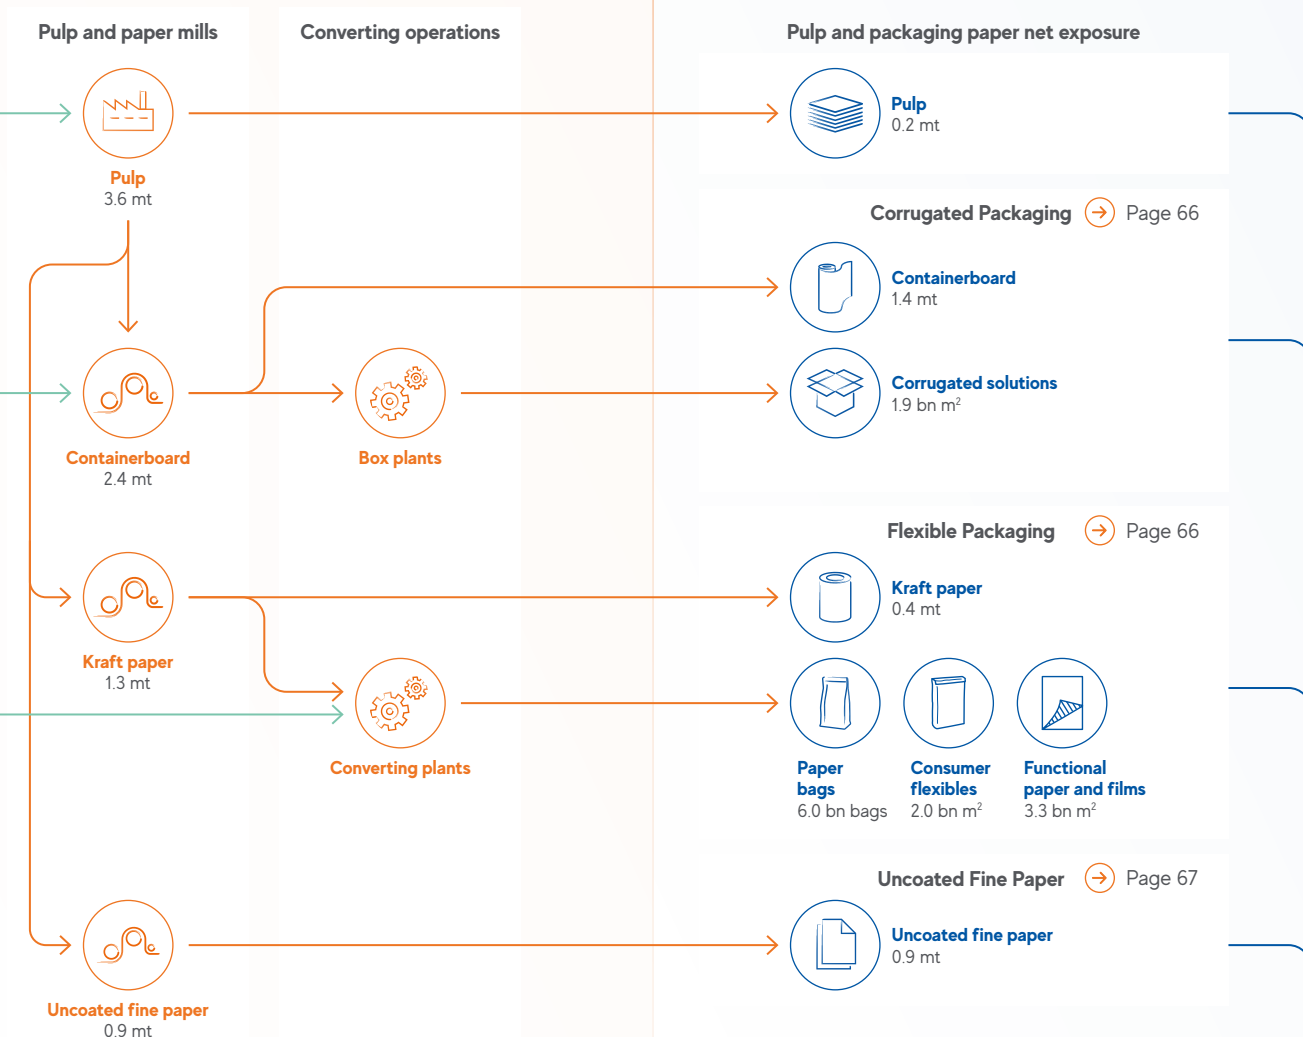 Pulp and paper mills
Converting operations
Pulp and packaging paper net exposure
Pulp
3.6 mt
Pulp
0.2 mt
Corrugated Packaging Page 66
Containerboard
1.4 mt
Containerboard
2.4 mt
Box plants
Corrugated solutions
1.9 bn m²
Flexible Packaging Page 66
Kraft paper
1.3 mt
Kraft paper
0.4 mt
Converting plants
Paper
bags
6.0 bn bags
Consumer
flexibles
2.0 bn m²
Functional
paper and films
3.3 bn m²
Uncoated Fine Paper Page 67
Uncoated fine paper
0.9 mt
Uncoated fine paper
0.9 mt